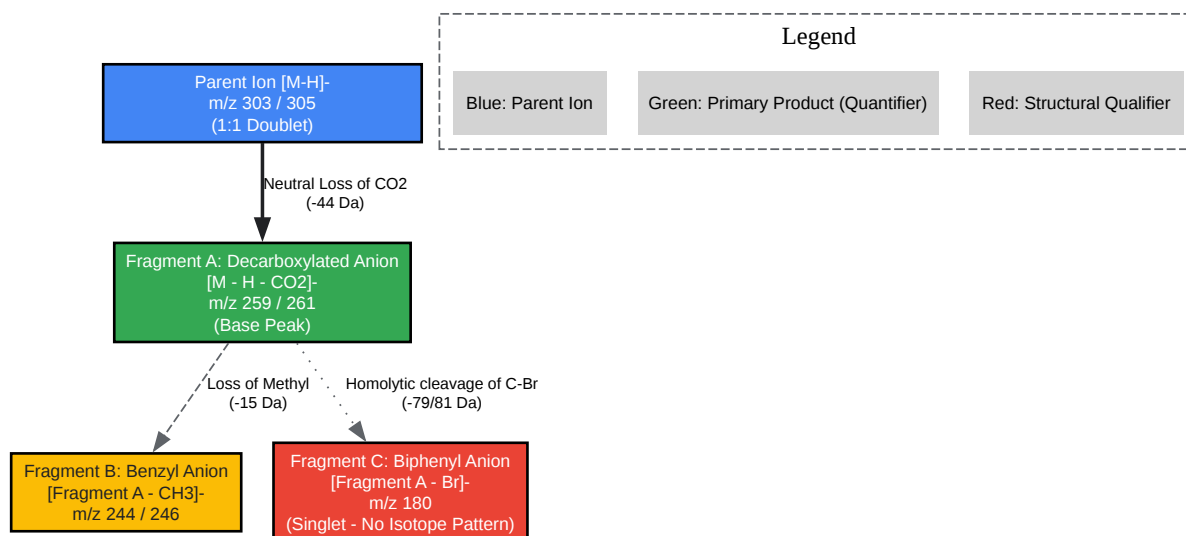 Legend
Blue: Parent Ion
Green: Primary Product (Quantifier)
Red: Structural Qualifier
Parent Ion [M-H]-
m/z 303 / 305
(1:1 Doublet)
Neutral Loss of CO2
(-44 Da)
Fragment A: Decarboxylated Anion
[M - H - CO2]-
m/z 259 / 261
(Base Peak)
Loss of Methyl
(-15 Da)
Homolytic cleavage of C-Br
(-79/81 Da)
Fragment B: Benzyl Anion
[Fragment A - CH3]-
m/z 244 / 246
Fragment C: Biphenyl Anion
[Fragment A - Br]-
m/z 180
(Singlet - No Isotope Pattern)